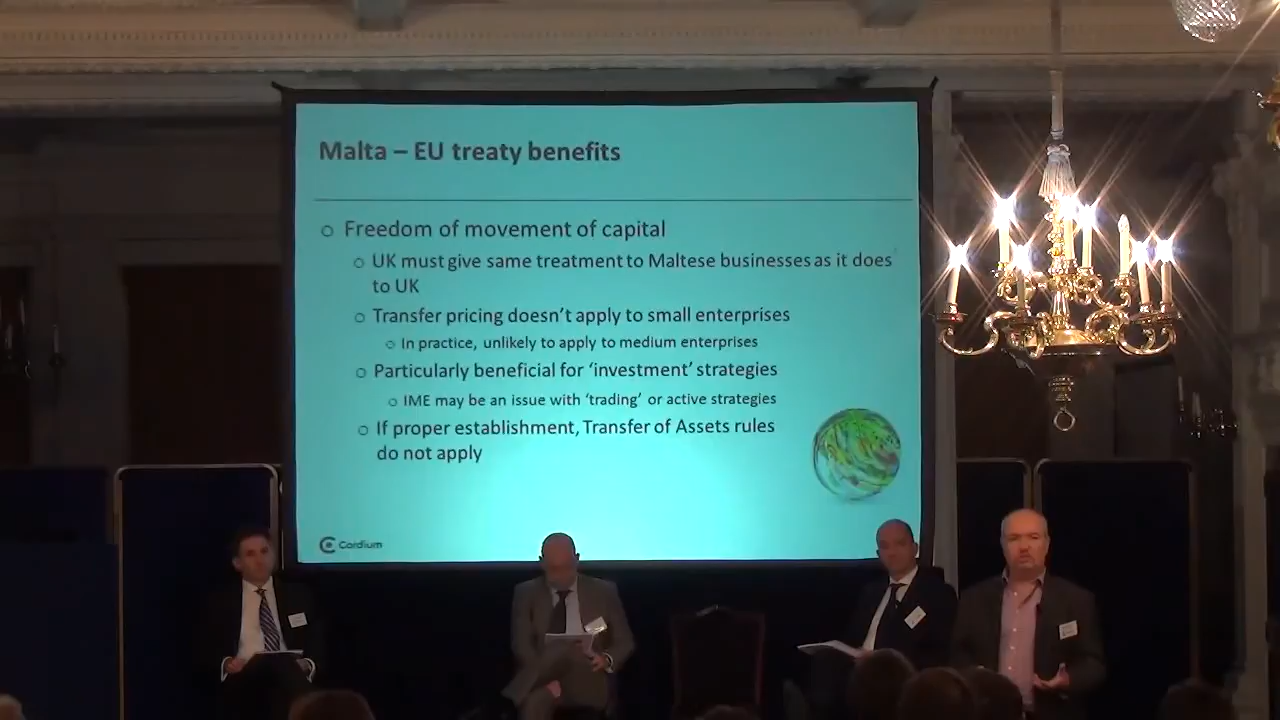 Malta – EU treaty benefits
Freedom of movement of capital
UK must give same treatment to Maltese businesses as it does
to UK
Transfer pricing doesn't apply to small enterprises
In practice, unlikely to apply to medium enterprises
Particularly beneficial for 'investment' strategies
IME may be an issue with 'trading' or active strategies
If proper establishment, Transfer of Assets rules
do not apply
Cordium